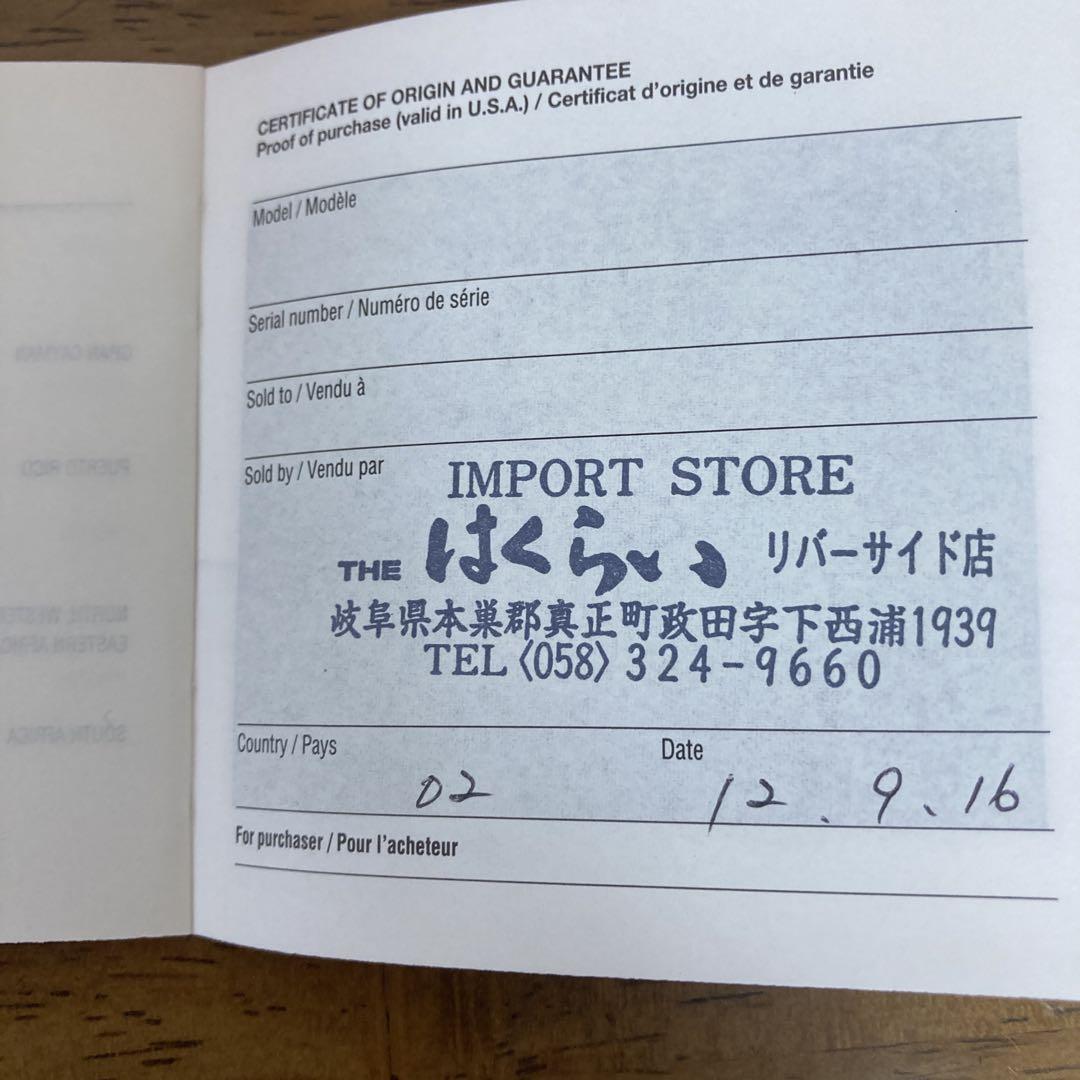 CERTIFICATE OF ORIGIN AND GUARANTEE
Proof of purchase (valid in U.S.A.) / Certificat d'origine et de garantie
Model / Modèle
Serial number / Numéro de série
Sold to / Vendu à
Sold by / Vendu par
IMPORT STORE
THE はくらい リバーサイド店
岐阜県本巣郡真正町政田字下西浦1939
TEL〈058〉324-9660
Country / Pays
Date
02
12.9.16
For purchaser / Pour l'acheteur